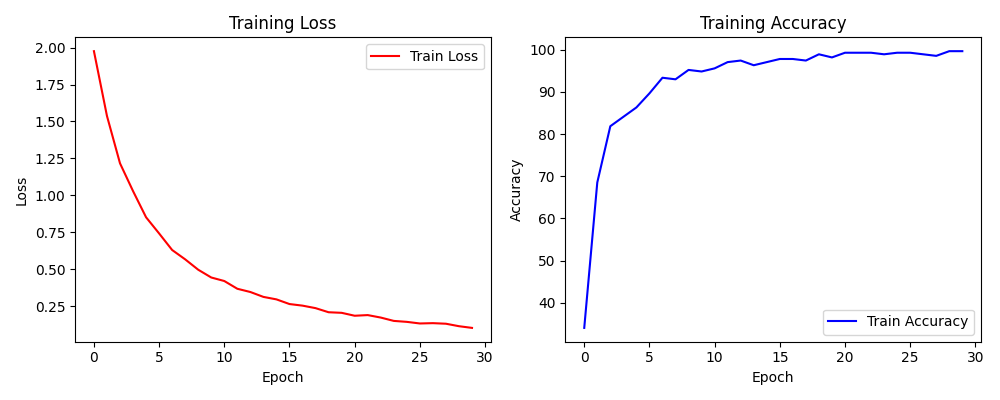 Training Loss
2.00
1.75
1.50
1.25
1.00
0.75
0.50
0.25
Loss
Train Loss
0 5 10 15 20 25 30
Epoch
Training Accuracy
100
90
80
70
60
50
40
Accuracy
Train Accuracy
0 5 10 15 20 25 30
Epoch